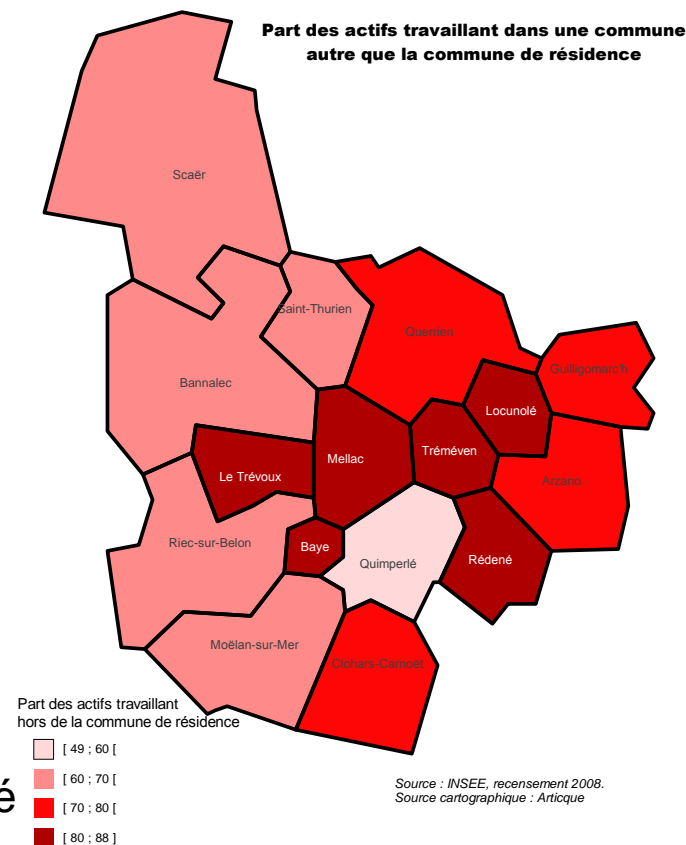 Part des actifs travaillant dans une commune
autre que la commune de résidence
Scaër
Saint-Thurien
Querrien
Guilligomarc'h
Bannalec
Locunolé
Mellac
Tréméven
Le Trévoux
Arzano
Riec-sur-Belon
Baye
Quimperlé
Rédené
Moëlan-sur-Mer
Clohars-Carnoët
Part des actifs travaillant
hors de la commune de résidence
[ 49 ; 60 [
[ 60 ; 70 [
é
[ 70 ; 80 [
[ 80 ; 88 ]
Source : INSEE, recensement 2008.
Source cartographique : Articque